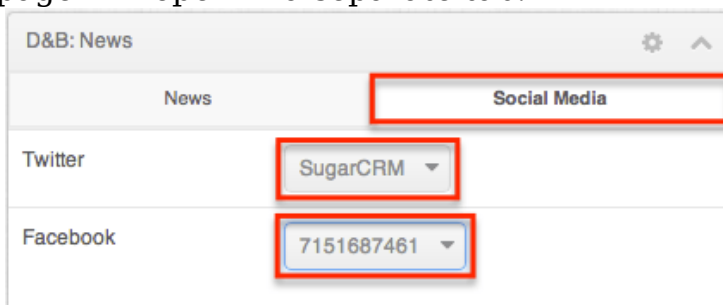 D&B: News
News Social Media
Twitter SugarCRM
Facebook 7151687461